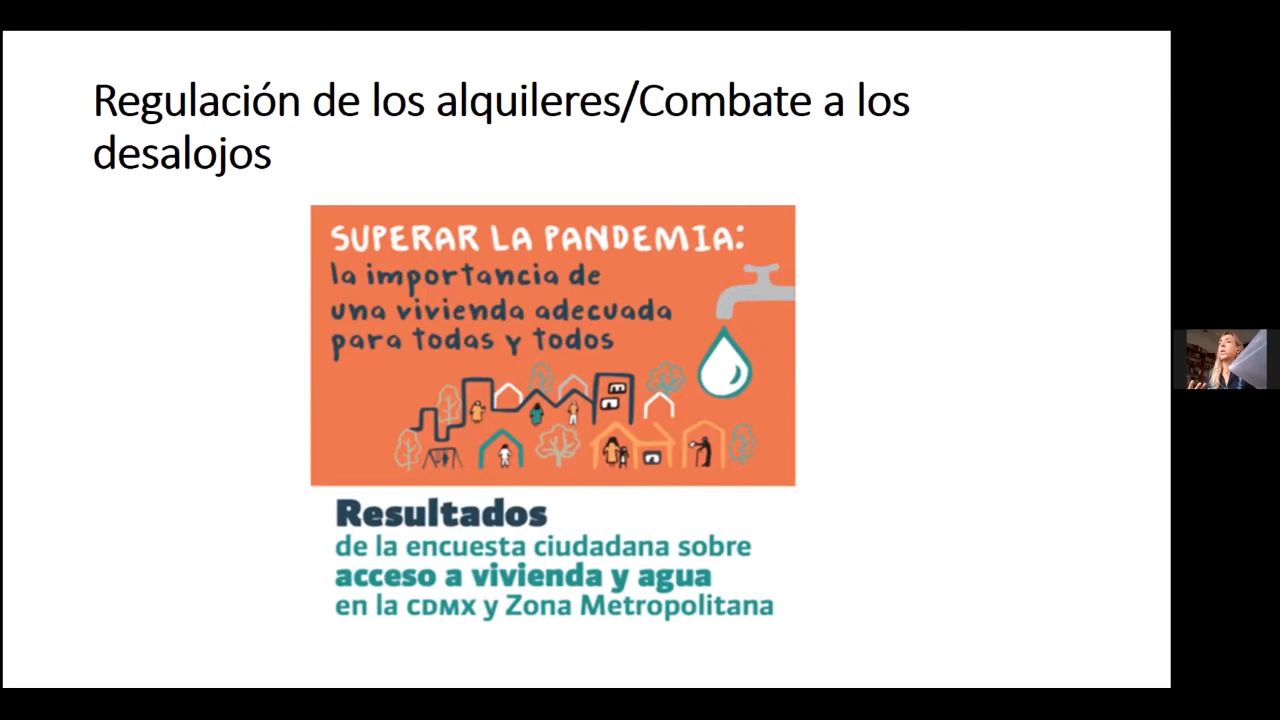 Regulación de los alquileres/Combate a los
desalojos
SUPERAR LA PANDEMIA:
la importancia de
una vivienda adecuada
para todas y todos
Resultados
de la encuesta ciudadana sobre
acceso a vivienda y agua
en la CDMX y Zona Metropolitana